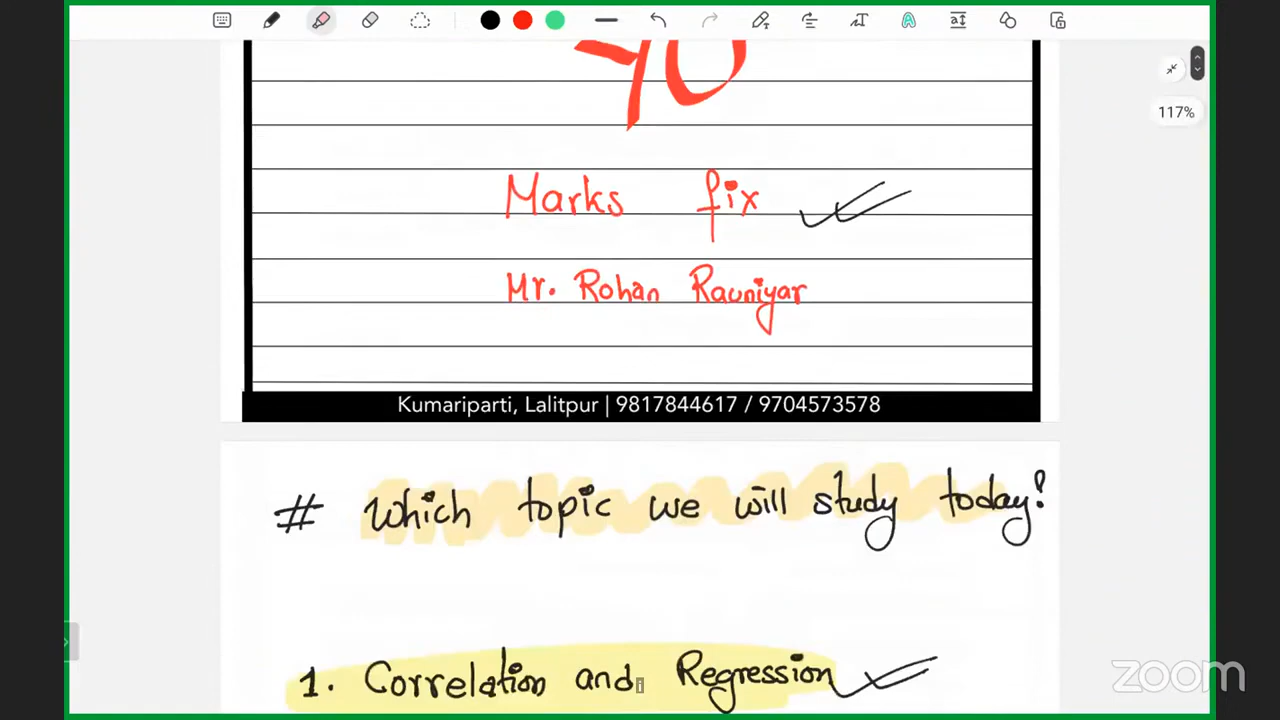 117%
Marks fix
Mr. Rohan Rauniyar
Kumariparti, Lalitpur | 9817844617 / 9704573578
# Which topic we will study today?
1. Correlation and Regression
zoom